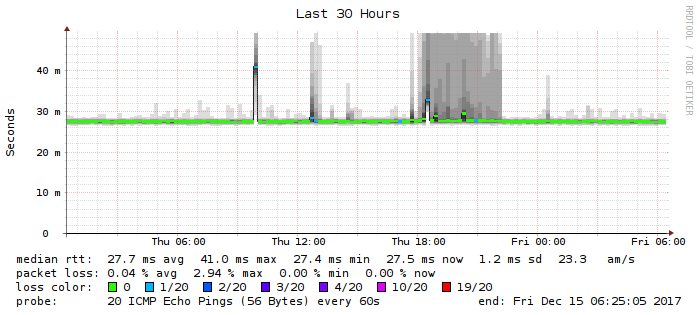 Last 30 Hours
RRDTOOL / TOBI OETIKER
Seconds
40 m
30 m
20 m
10 m
0
Thu 06:00 Thu 12:00 Thu 18:00 Fri 00:00 Fri 06:00
median rtt: 27.7 ms avg 41.0 ms max 27.4 ms min 27.5 ms now 1.2 ms sd 23.3 am/s
packet loss: 0.04 % avg 2.94 % max 0.00 % min 0.00 % now
loss color: 0 1/20 2/20 3/20 4/20 10/20 19/20
probe: 20 ICMP Echo Pings (56 Bytes) every 60s end: Fri Dec 15 06:25:05 2017